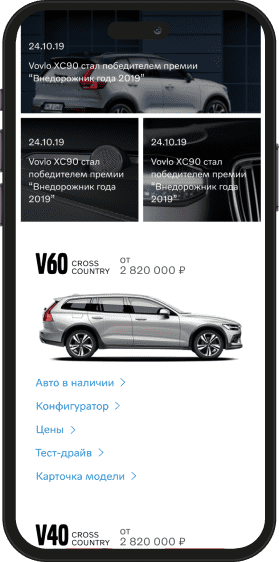 24.10.19
Vovlo XC90 стал победителем премии
“Внедорожник года 2019”
24.10.19
Vovlo XC90 стал
победителем премии
“Внедорожник года
2019”
24.10.19
Vovlo XC90 стал
победителем премии
“Внедорожник года
2019”
V60 CROSS COUNTRY
от
2 820 000 ₽
Авто в наличии
Конфигуратор
Цены
Тест-драйв
Карточка модели
V40 CROSS COUNTRY
от
2 820 000 ₽